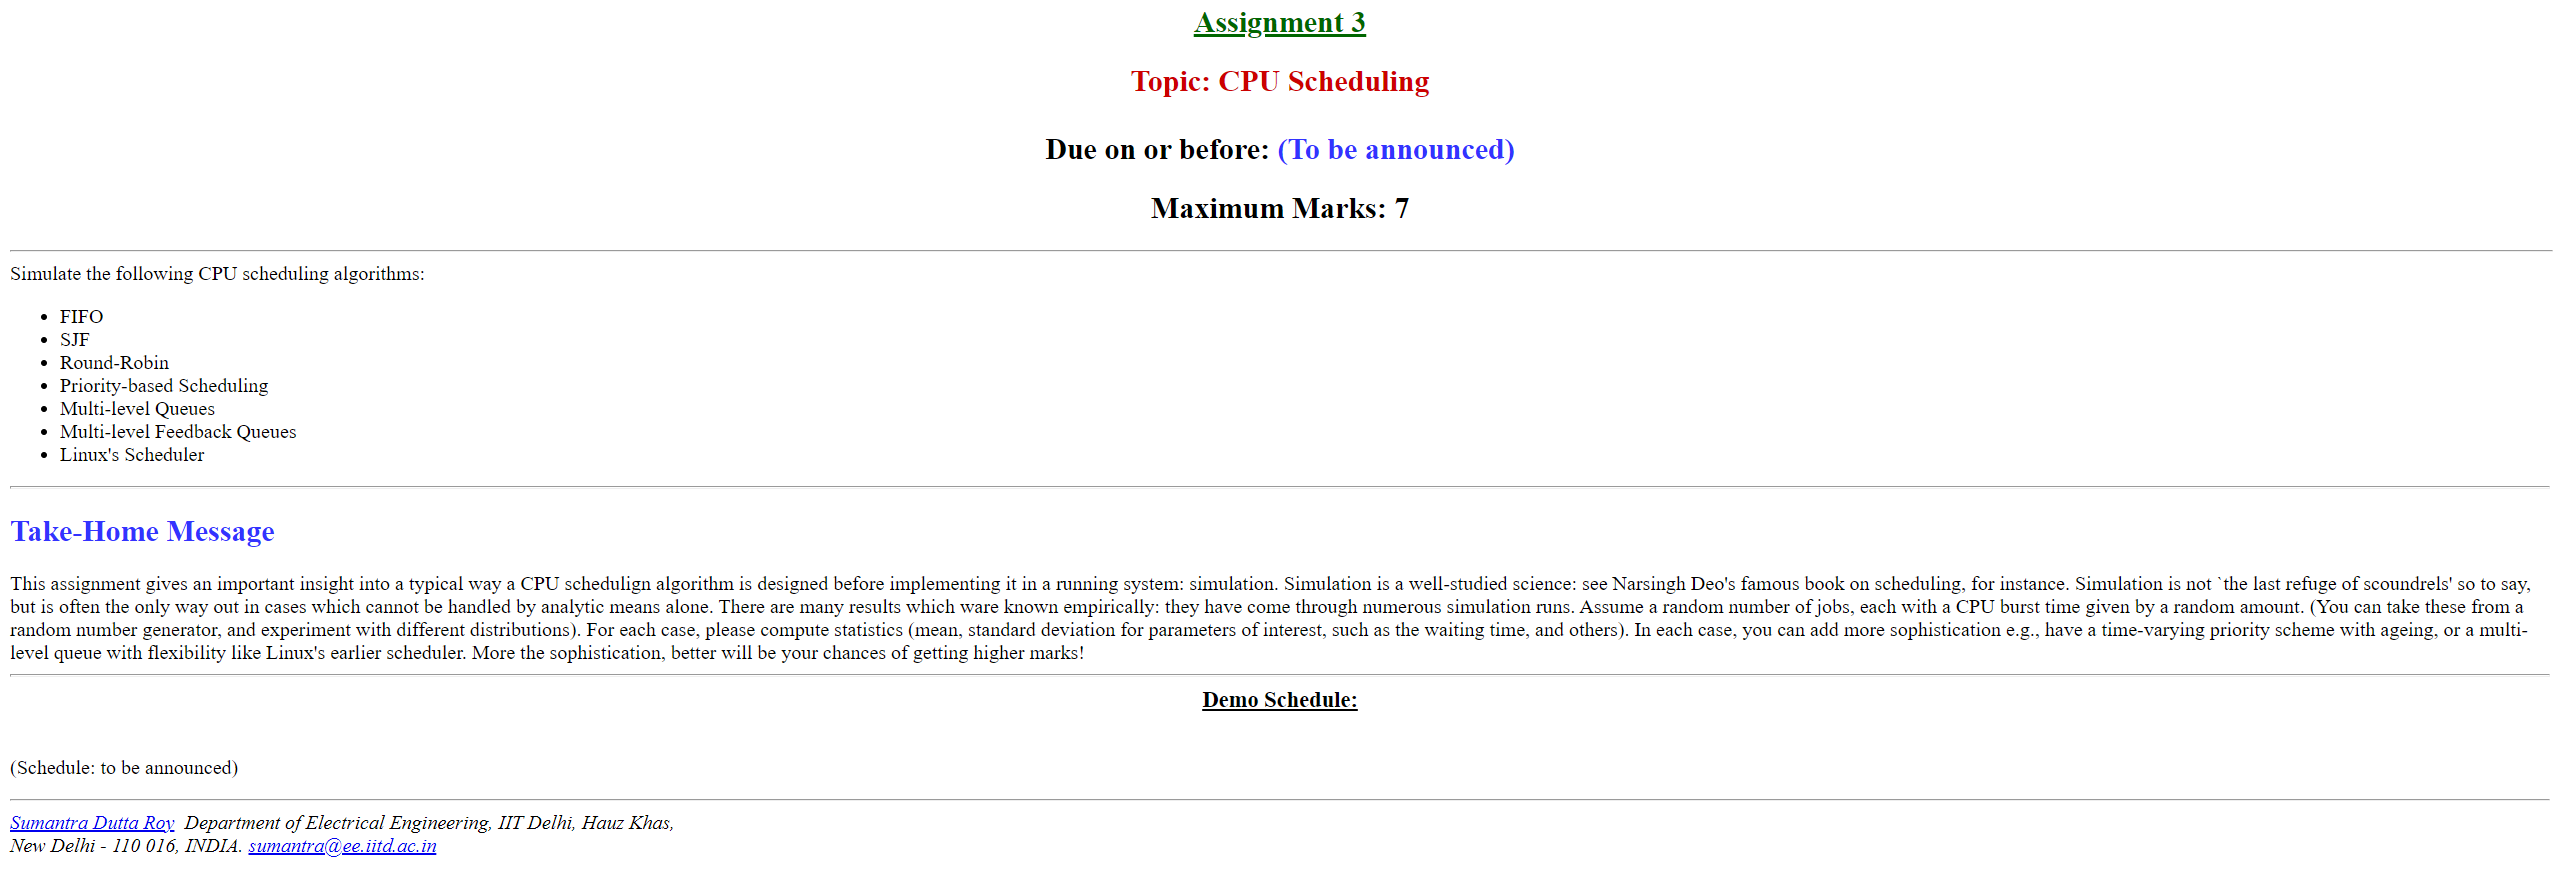 Assignment 3
Topic: CPU Scheduling
Due on or before: (To be announced)
Maximum Marks: 7
Simulate the following CPU scheduling algorithms:
• FIFO
• SJF
• Round-Robin
• Priority-based Scheduling
• Multi-level Queues
• Multi-level Feedback Queues
• Linux's Scheduler
Take-Home Message
This assignment gives an important insight into a typical way a CPU schedulign algorithm is designed before implementing it in a running system: simulation. Simulation is a well-studied science: see Narsingh Deo's famous book on scheduling, for instance. Simulation is not `the last refuge of scoundrels' so to say,
but is often the only way out in cases which cannot be handled by analytic means alone. There are many results which ware known empirically: they have come through numerous simulation runs. Assume a random number of jobs, each with a CPU burst time given by a random amount. (You can take these from a
random number generator, and experiment with different distributions). For each case, please compute statistics (mean, standard deviation for parameters of interest, such as the waiting time, and others). In each case, you can add more sophistication e.g., have a time-varying priority scheme with ageing, or a multi-
level queue with flexibility like Linux's earlier scheduler. More the sophistication, better will be your chances of getting higher marks!
Demo Schedule:
(Schedule: to be announced)
Sumantra Dutta Roy  Department of Electrical Engineering, IIT Delhi, Hauz Khas,
New Delhi - 110 016, INDIA. sumantra@ee.iitd.ac.in